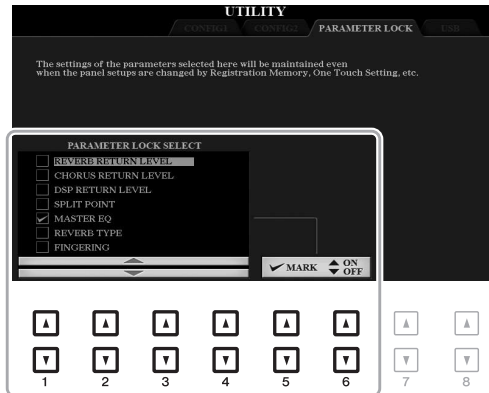 UTILITY
CONFIG1 CONFIG2 PARAMETER LOCK USB
The settings of the parameters selected here will be maintained even
when the panel setups are changed by Registration Memory, One Touch Setting, etc.
PARAMETER LOCK SELECT
REVERB RETURN LEVEL
CHORUS RETURN LEVEL
DSP RETURN LEVEL
SPLIT POINT
MASTER EQ
REVERB TYPE
FINGERING
MARK ON
OFF
1 2 3 4 5 6 7 8